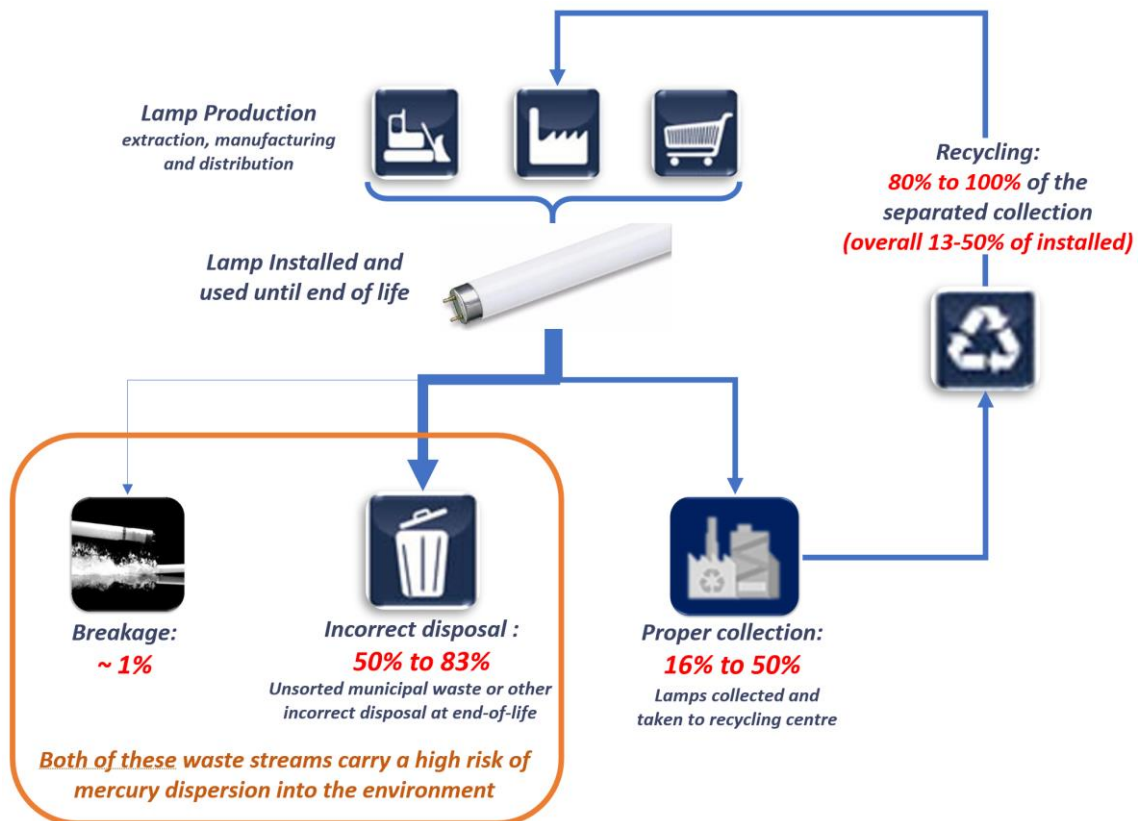 Lamp Production
extraction, manufacturing
and distribution
Recycling:
80% to 100% of the
separated collection
(overall 13-50% of installed)
Lamp Installed and
used until end of life
Breakage:
~ 1%
Incorrect disposal :
50% to 83%
Unsorted municipal waste or other
incorrect disposal at end-of-life
Proper collection:
16% to 50%
Lamps collected and
taken to recycling centre
Both of these waste streams carry a high risk of
mercury dispersion into the environment